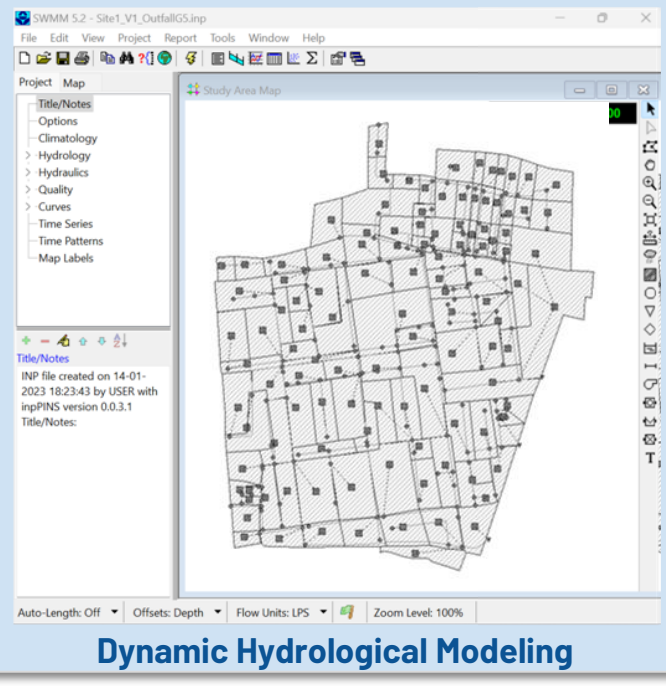 SWMM 5.2 - Site1_V1_OutfallG5.inp
File Edit View Project Report Tools Window Help
Project Map
Study Area Map
Title/Notes
Options
Climatology
Hydrology
Hydraulics
Quality
Curves
Time Series
Time Patterns
Map Labels
Title/Notes
INP file created on 14-01-
2023 18:23:43 by USER with
inpPINS version 0.0.3.1
Title/Notes:
00
T
Auto-Length: Off Offsets: Depth Flow Units: LPS Zoom Level: 100%
Dynamic Hydrological Modeling